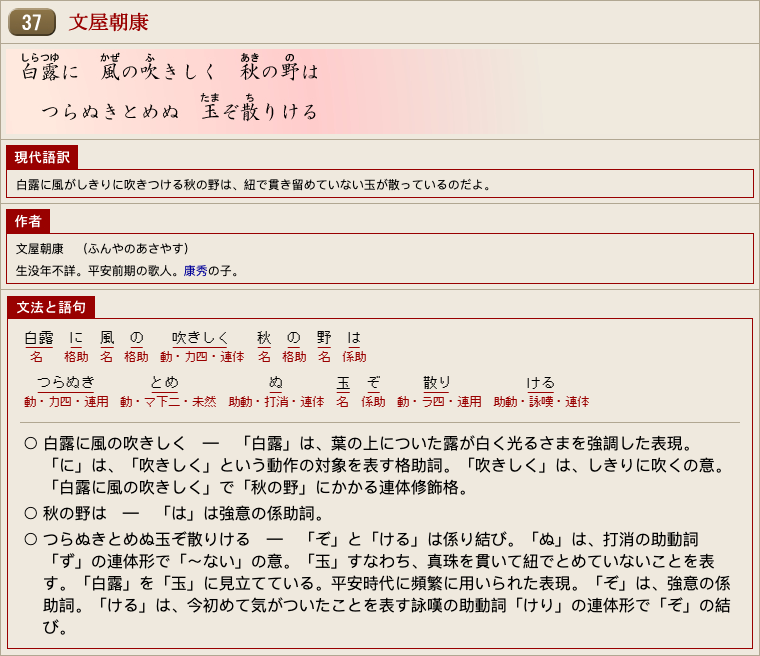 37 文屋朝康
白露に 風の吹きしく 秋の野は
しらつゆ かぜ ふ あき の
つらぬきとめぬ 玉ぞ散りける
たま ち
現代語訳
白露に風がしきりに吹きつける秋の野は、紐で貫き留めていない玉が散っているのだよ。
作者
文屋朝康 (ふんやのあさやす)
生没年不詳。平安前期の歌人。康秀の子。
文法と語句
白露 に 風 の 吹きしく 秋 の 野 は
名 格助 名 格助 動・カ四・連体 名 格助 名 係助
つらぬき とめ ぬ 玉 ぞ 散り ける
動・カ四・連用 動・マ下二・未然 助動・打消・連体 名 係助 動・ラ四・連用 助動・詠嘆・連体
○ 白露に風の吹きしく ― 「白露」は、葉の上についた露が白く光るさまを強調した表現。
「に」は、「吹きしく」という動作の対象を表す格助詞。「吹きしく」は、しきりに吹くの意。
「白露に風の吹きしく」で「秋の野」にかかる連体修飾格。
○ 秋の野は ― 「は」は強意の係助詞。
○ つらぬきとめぬ玉ぞ散りける ― 「ぞ」と「ける」は係り結び。「ぬ」は、打消の助動詞
「ず」の連体形で「~ない」の意。「玉」すなわち、真珠を貫いて紐でとめていないことを表
す。「白露」を「玉」に見立てている。平安時代に頻繁に用いられた表現。「ぞ」は、強意の係
助詞。「ける」は、今初めて気がついたことを表す詠嘆の助動詞「けり」の連体形で「ぞ」の結
び。